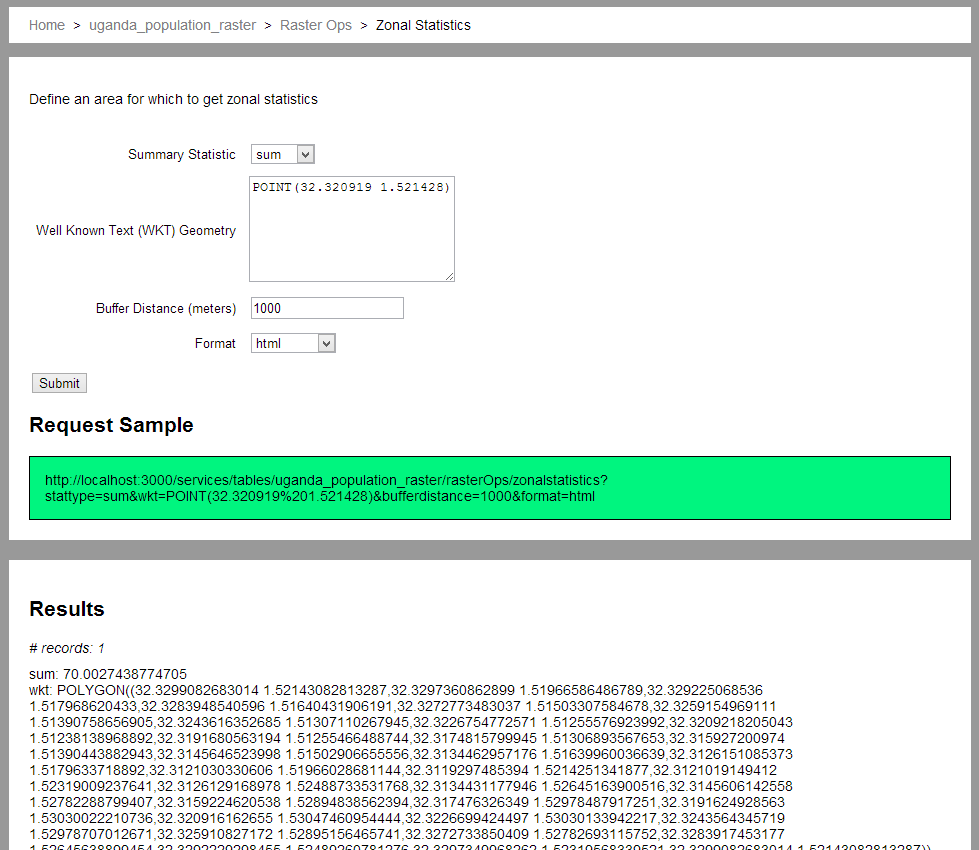 Home > uganda_population_raster > Raster Ops > Zonal Statistics
Define an area for which to get zonal statistics
Summary Statistic sum
POINT(32.320919 1.521428)
Well Known Text (WKT) Geometry
Buffer Distance (meters) 1000
Format html
Submit
Request Sample
http://localhost:3000/services/tables/uganda_population_raster/rasterOps/zonalstatistics?
stattype=sum&wkt=POINT(32.320919%201.521428)&bufferdistance=1000&format=html
Results
# records: 1
sum: 70.0027438774705
wkt: POLYGON((32.3299082683014 1.52143082813287,32.3297360862899 1.51966586486789,32.329225068536
1.517968620433,32.3283948540596 1.51640431906191,32.3272773483037 1.51503307584678,32.3259154969111
1.51390758656905,32.3243616352685 1.51307110267945,32.3226754772571 1.51255576923992,32.3209218205043
1.51238138968892,32.3191680563194 1.51255466488744,32.3174815799945 1.51306893567653,32.315927200974
1.51390443882943,32.3145646523998 1.51502906655556,32.3134462957176 1.51639960036639,32.3126151085373
1.5179633718892,32.3121030330606 1.51966028681144,32.3119297485394 1.5214251341877,32.3121019149412
1.52319009237641,32.3126129168978 1.52488733531768,32.3134431177946 1.52645163900516,32.3145606142558
1.52782288799407,32.3159224620538 1.52894838562394,32.317476326349 1.52978487917251,32.3191624928563
1.53030022210736,32.3209161162655 1.53047460954444,32.3226699424497 1.53030133942217,32.3243564345719
1.52978707012671,32.325910827172 1.52895156465741,32.3272733850409 1.52782693115752,32.3283917453177